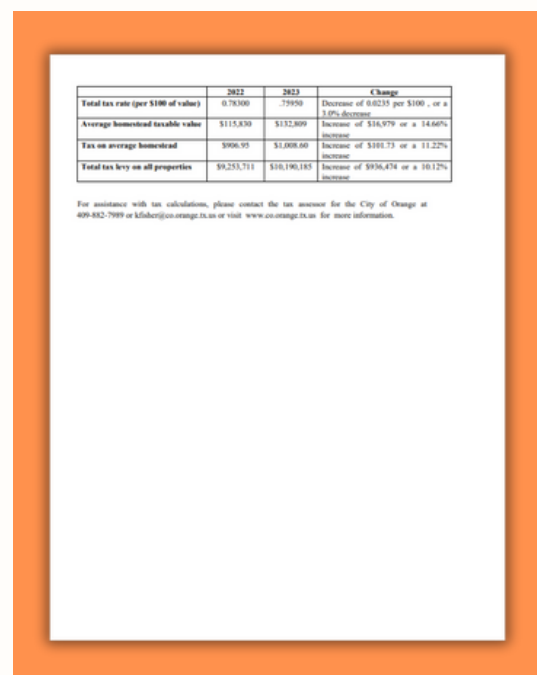 2022 2023 Change
Total tax rate (per $100 of value) 0.78300 .75950 Decrease of 0.0235 per $100 , or a
3.0% decrease
Average homestead taxable value $115,830 $132,809 Increase of $16,979 or a 14.66%
increase
Tax on average homestead $906.95 $1,008.60 Increase of $101.73 or a 11.22%
increase
Total tax levy on all properties $9,253,711 $10,190,185 Increase of $936,474 or a 10.12%
increase
For assistance with tax calculations, please contact the tax assessor for the City of Orange at
409-882-7989 or kfisher@co.orange.tx.us or visit www.co.orange.tx.us for more information.